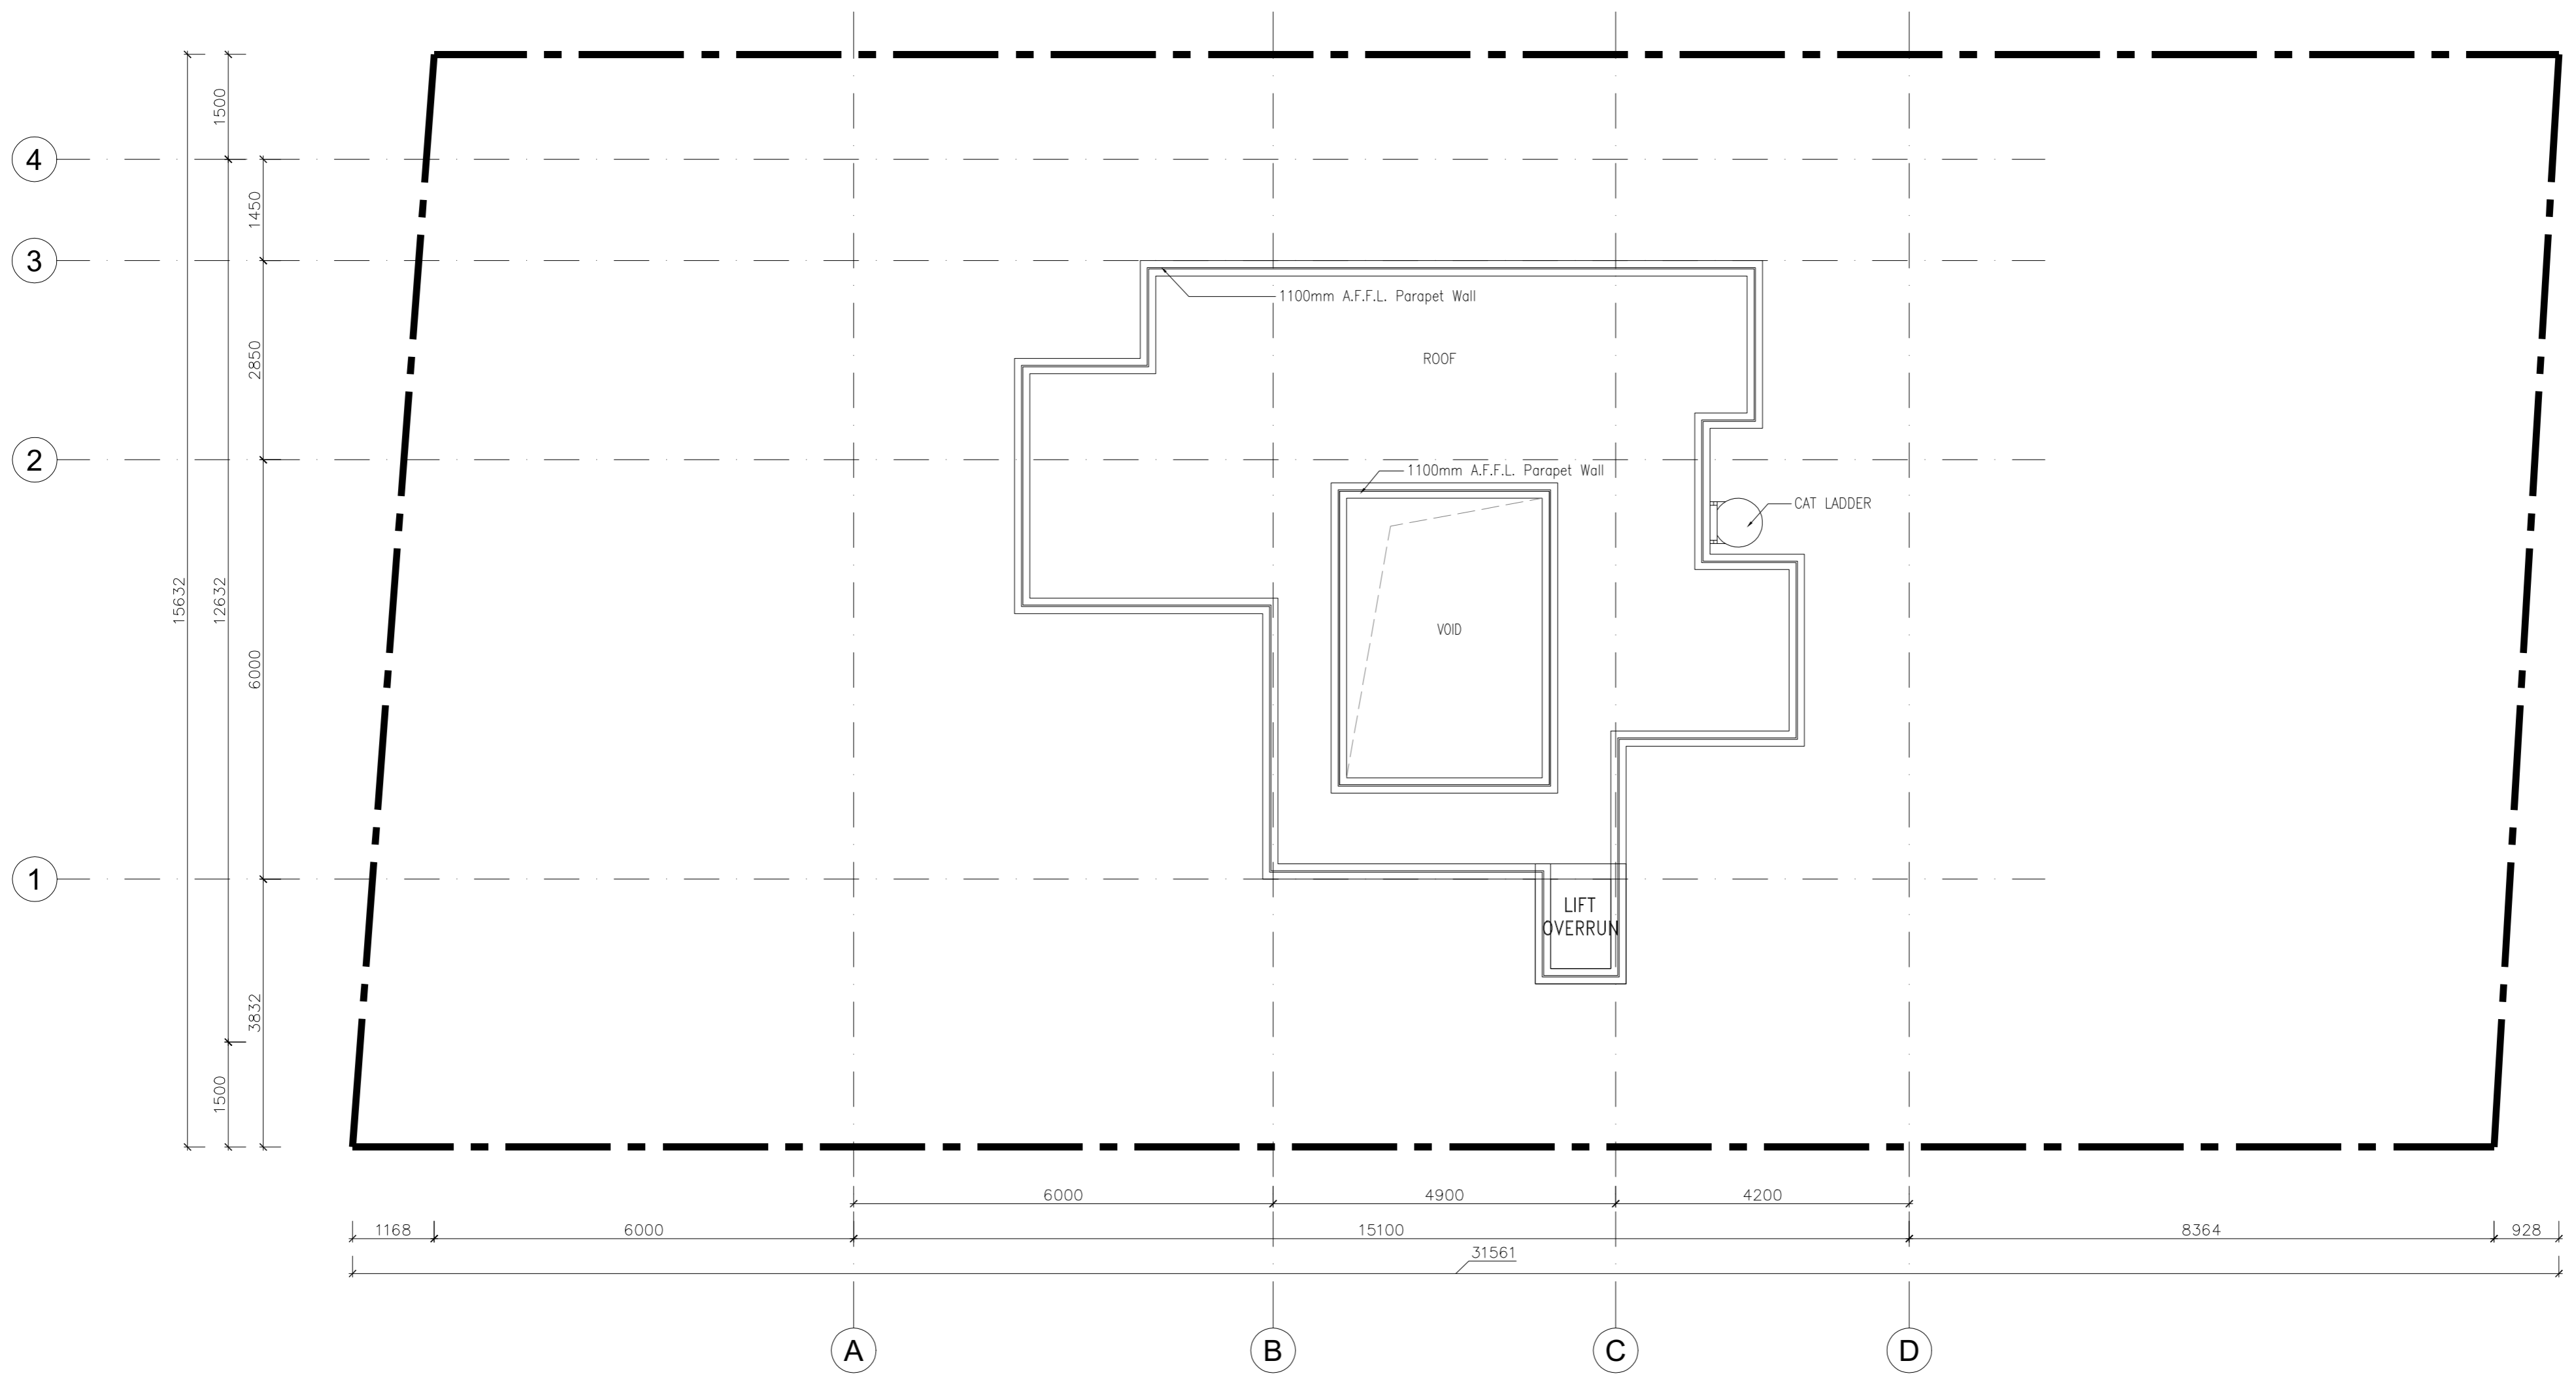 1500
4
1450
3
1100mm A.F.F.L. Parapet Wall
2850
ROOF
2
1100mm A.F.F.L. Parapet Wall
CAT LADDER
15632
12632
VOID
6000
1
LIFT
OVERRUN
3832
1500
6000
4900
4200
1168
6000
15100
8364
928
31561
A
B
C
D